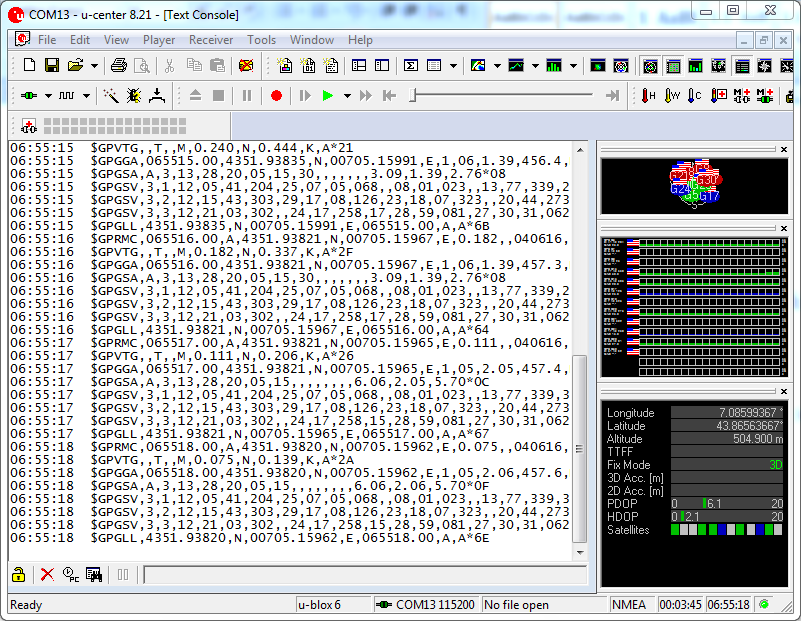 COM13 - u-center 8.21 - [Text Console]
File Edit View Player Receiver Tools Window Help
06:55:15 $GPVTG,,T,,M,0.240,N,0.444,K,A*21
06:55:15 $GPGGA,065515.00,4351.93835,N,00705.15991,E,1,06,1.39,456.4,
06:55:15 $GPGSA,A,3,13,28,20,05,15,30,,,,,,,3.09,1.39,2.76*08
06:55:15 $GPGSV,3,1,12,05,41,204,25,07,05,068,,08,01,023,,13,77,339,2
06:55:15 $GPGSV,3,2,12,15,43,303,29,17,08,126,23,18,07,323,,20,44,273
06:55:15 $GPGSV,3,3,12,21,03,302,,24,17,258,17,28,59,081,27,30,31,062
06:55:15 $GPGLL,4351.93835,N,00705.15991,E,065515.00,A,A*6B
06:55:16 $GPRMC,065516.00,A,4351.93821,N,00705.15967,E,0.182,,040616,
06:55:16 $GPVTG,,T,,M,0.182,N,0.337,K,A*2F
06:55:16 $GPGGA,065516.00,4351.93821,N,00705.15967,E,1,06,1.39,457.3,
06:55:16 $GPGSA,A,3,13,28,20,05,15,30,,,,,,,3.09,1.39,2.76*08
06:55:16 $GPGSV,3,1,12,05,41,204,25,07,05,068,,08,01,023,,13,77,339,2
06:55:16 $GPGSV,3,2,12,15,43,303,29,17,08,126,23,18,07,323,,20,44,273
06:55:16 $GPGSV,3,3,12,21,03,302,,24,17,258,17,28,59,081,27,30,31,062
06:55:16 $GPGLL,4351.93821,N,00705.15967,E,065516.00,A,A*64
06:55:17 $GPRMC,065517.00,A,4351.93821,N,00705.15965,E,0.111,,040616,
06:55:17 $GPVTG,,T,,M,0.111,N,0.206,K,A*26
06:55:17 $GPGGA,065517.00,4351.93821,N,00705.15965,E,1,05,2.05,457.4,
06:55:17 $GPGSA,A,3,13,28,20,05,15,,,,,,,,6.06,2.05,5.70*0C
06:55:17 $GPGSV,3,1,12,05,41,204,25,07,05,068,,08,01,023,,13,77,339,3
06:55:17 $GPGSV,3,2,12,15,43,303,29,17,08,126,23,18,07,323,,20,44,273
06:55:17 $GPGSV,3,3,12,21,03,302,,24,17,258,15,28,59,081,27,30,31,062
06:55:17 $GPGLL,4351.93821,N,00705.15965,E,065517.00,A,A*67
06:55:18 $GPRMC,065518.00,A,4351.93820,N,00705.15962,E,0.075,,040616,
06:55:18 $GPVTG,,T,,M,0.075,N,0.139,K,A*2A
06:55:18 $GPGGA,065518.00,4351.93820,N,00705.15962,E,1,05,2.06,457.6,
06:55:18 $GPGSA,A,3,13,28,20,05,15,,,,,,,,6.06,2.06,5.70*0F
06:55:18 $GPGSV,3,1,12,05,41,204,25,07,05,068,,08,01,023,,13,77,339,3
06:55:18 $GPGSV,3,2,12,15,43,303,29,17,08,126,23,18,07,323,,20,44,273
06:55:18 $GPGSV,3,3,12,21,03,302,,24,17,258,15,28,59,081,27,30,31,062
06:55:18 $GPGLL,4351.93820,N,00705.15962,E,065518.00,A,A*6E
G30
G24
G17
Longitude 7.08599367 °
Latitude 43.86563667°
Altitude 504.900 m
TTFF
Fix Mode 3D
3D Acc. [m]
2D Acc. [m]
PDOP 0 6.1 20
HDOP 0 2.1 20
Satellites
Ready u-blox 6 COM13 115200 No file open NMEA 00:03:45 06:55:18